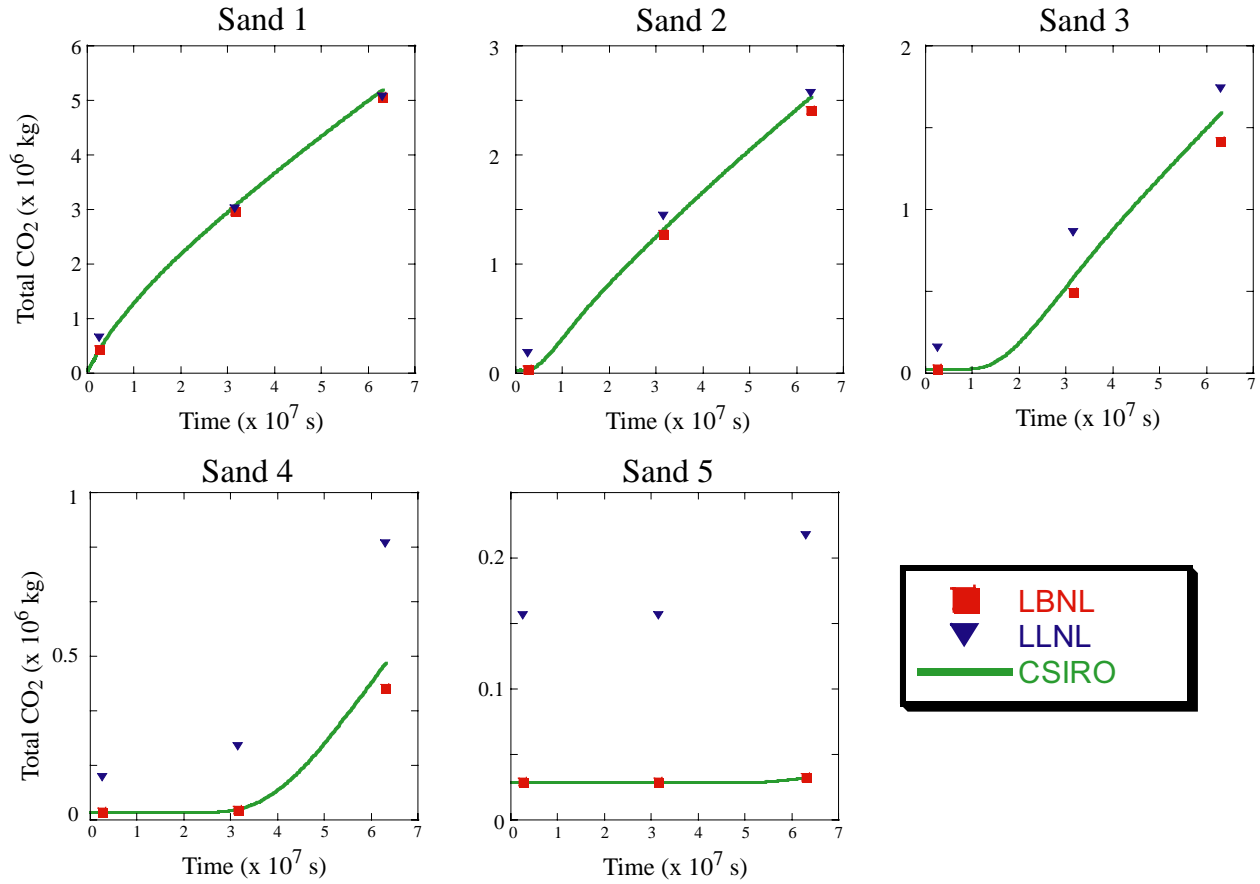 Sand 1
6
5
4
3
2
1
0
0 1 2 3 4 5 6 7
Total CO2 (x 10^6 kg)
Time (x 10^7 s)
Sand 2
3
2
1
0
0 1 2 3 4 5 6 7
Time (x 10^7 s)
Sand 3
2
1
0
0 1 2 3 4 5 6 7
Time (x 10^7 s)
Sand 4
1
0.5
0
0 1 2 3 4 5 6 7
Total CO2 (x 10^6 kg)
Time (x 10^7 s)
Sand 5
0.2
0.1
0
0 1 2 3 4 5 6 7
Time (x 10^7 s)
LBNL
LLNL
CSIRO